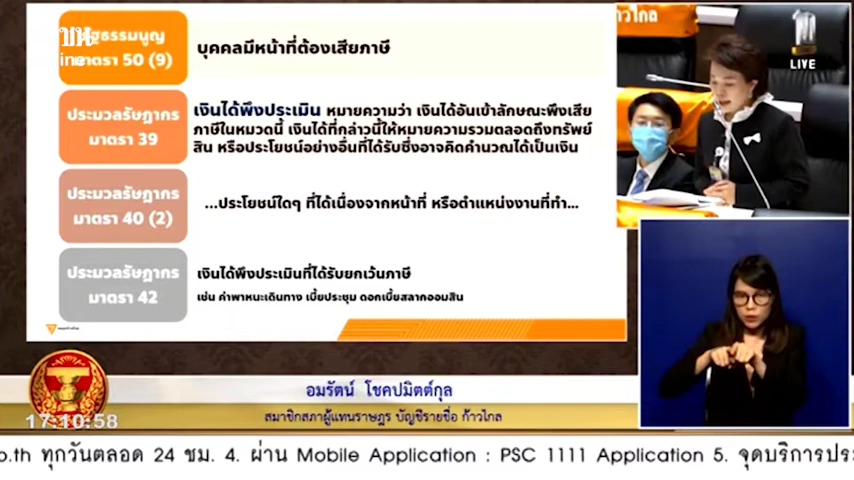 รัฐธรรมนูญ
มาตรา 50 (9)
บุคคลมีหน้าที่ต้องเสียภาษี
ประมวลรัษฎากร
มาตรา 39
เงินได้พึงประเมิน หมายความว่า เงินได้อันเข้าลักษณะพึงเสีย
ภาษีในหมวดนี้ เงินได้ที่กล่าวนี้ให้หมายความรวมตลอดถึงทรัพย์
สิน หรือประโยชน์อย่างอื่นที่ได้รับซึ่งอาจคิดคำนวณได้เป็นเงิน
ประมวลรัษฎากร
มาตรา 40 (2)
...ประโยชน์ใดๆ ที่ได้เนื่องจากหน้าที่ หรือตำแหน่งงานที่ทำ...
ประมวลรัษฎากร
มาตรา 42
เงินได้พึงประเมินที่ได้รับยกเว้นภาษี
เช่น ค่าพาหนะเดินทาง เบี้ยประชุม ดอกเบี้ยสลากออมสิน
ก้าวไกล
10
LIVE
อมรัตน์ โชคปมิตต์กุล
สมาชิกสภาผู้แทนราษฎร บัญชีรายชื่อ ก้าวไกล
17:10:58
o.th ทุกวันตลอด 24 ชม. 4. ผ่าน Mobile Application : PSC 1111 Application 5. จุดบริการประ